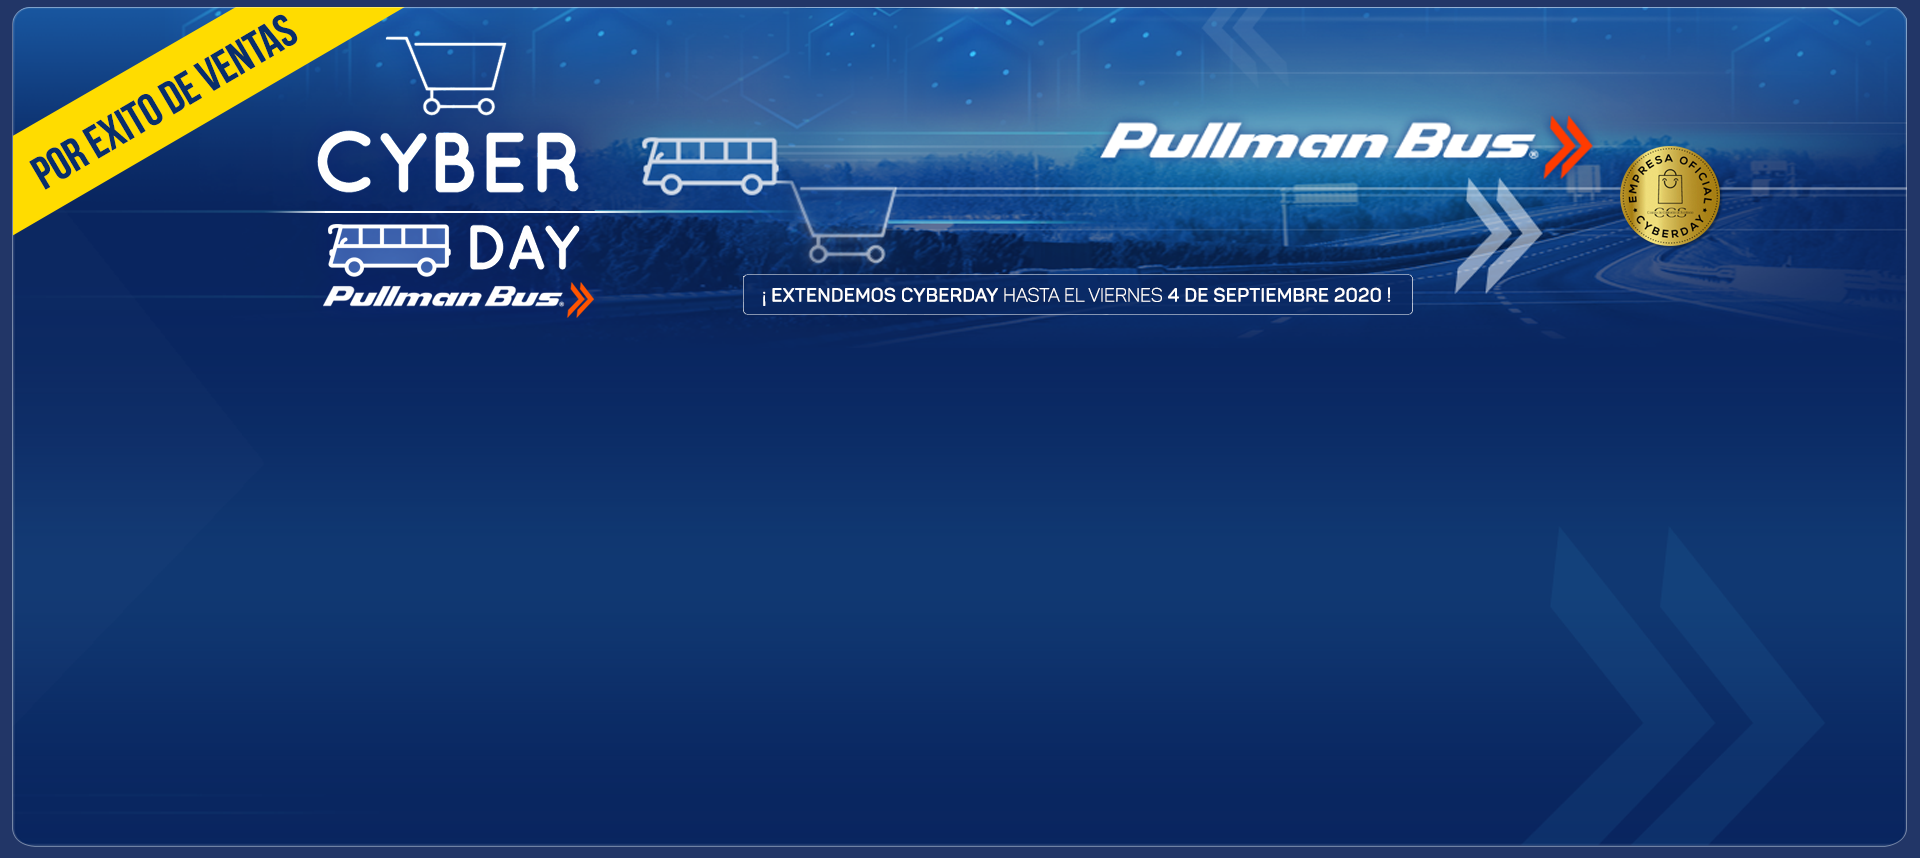 POR EXITO DE VENTAS
CYBER
DAY
Pullman Bus®
Pullman Bus®
EMPRESA OFICIAL
CCS
CYBERDAY
¡ EXTENDEMOS CYBERDAY HASTA EL VIERNES 4 DE SEPTIEMBRE 2020 !